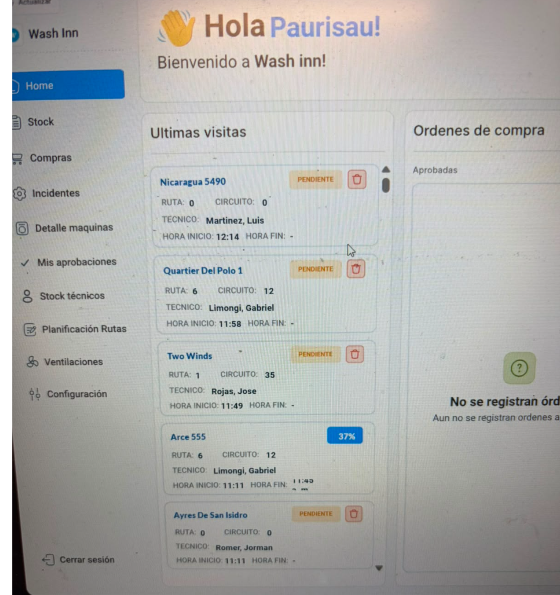 Actualizar
Wash Inn
Home
Stock
Compras
Incidentes
Detalle maquinas
Mis aprobaciones
Stock técnicos
Planificación Rutas
Ventilaciones
Configuración
Cerrar sesión
👋 Hola Paurisau!
Bienvenido a Wash inn!
Ultimas visitas
Nicaragua 5490 PENDIENTE
RUTA: 0 CIRCUITO: 0
TECNICO: Martinez, Luis
HORA INICIO: 12:14 HORA FIN: -
Quartier Del Polo 1 PENDIENTE
RUTA: 6 CIRCUITO: 12
TECNICO: Limongi, Gabriel
HORA INICIO: 11:58 HORA FIN: -
Two Winds PENDIENTE
RUTA: 1 CIRCUITO: 35
TECNICO: Rojas, Jose
HORA INICIO: 11:49 HORA FIN: -
Arce 555 37%
RUTA: 6 CIRCUITO: 12
TECNICO: Limongi, Gabriel
HORA INICIO: 11:11 HORA FIN:
Ayres De San Isidro PENDIENTE
RUTA: 0 CIRCUITO: 0
TECNICO: Romer, Jorman
HORA INICIO: 11:11 HORA FIN: -
Ordenes de compra
Aprobadas
No se registran órd
Aun no se registran ordenes a